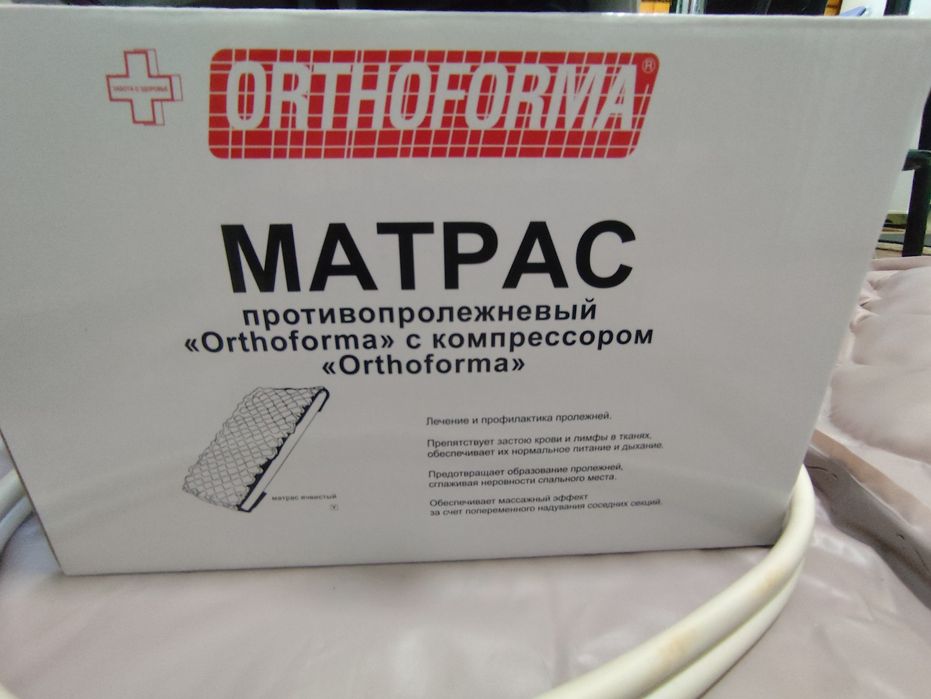 ЗАБОТА О ЗДОРОВЬЕ
ORTHOFORMA®
МАТРАС
противопролежневый
«Orthoforma» с компрессором
«Orthoforma»
матрас ячеистый
Лечение и профилактика пролежней.
Препятствует застою крови и лимфы в тканях,
обеспечивает их нормальное питание и дыхание.
Предотвращает образование пролежней,
сглаживая неровности спального места.
Обеспечивает массажный эффект
за счет попеременного надувания соседних секций.